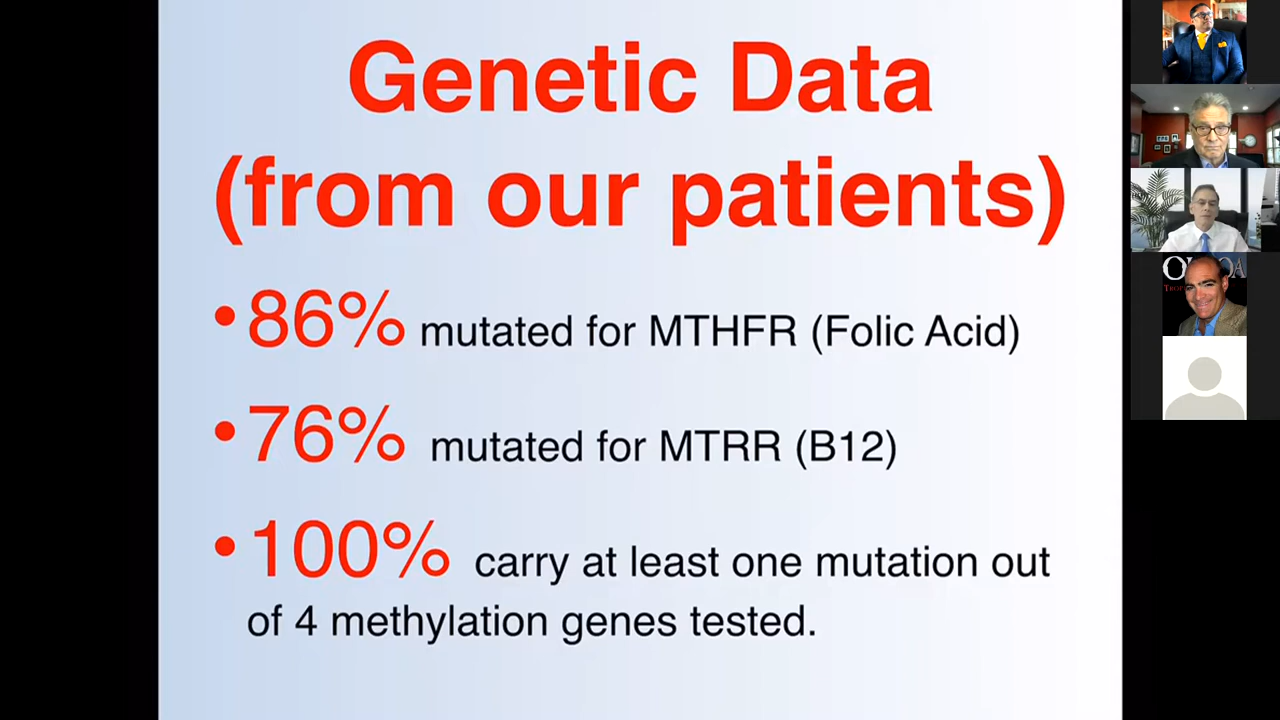 Genetic Data
(from our patients)
•86% mutated for MTHFR (Folic Acid)
•76% mutated for MTRR (B12)
•100% carry at least one mutation out
of 4 methylation genes tested.